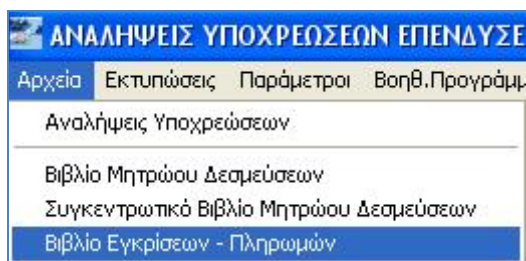 ΑΝΑΛΗΨΕΙΣ ΥΠΟΧΡΕΩΣΕΩΝ ΕΠΕΝΔΥΣΕ
Αρχεία Εκτυπώσεις Παράμετροι Βοηθ.Προγράμμ
Αναλήψεις Υποχρεώσεων
Βιβλίο Μητρώου Δεσμεύσεων
Συγκεντρωτικό Βιβλίο Μητρώου Δεσμεύσεων
Βιβλίο Εγκρίσεων - Πληρωμών